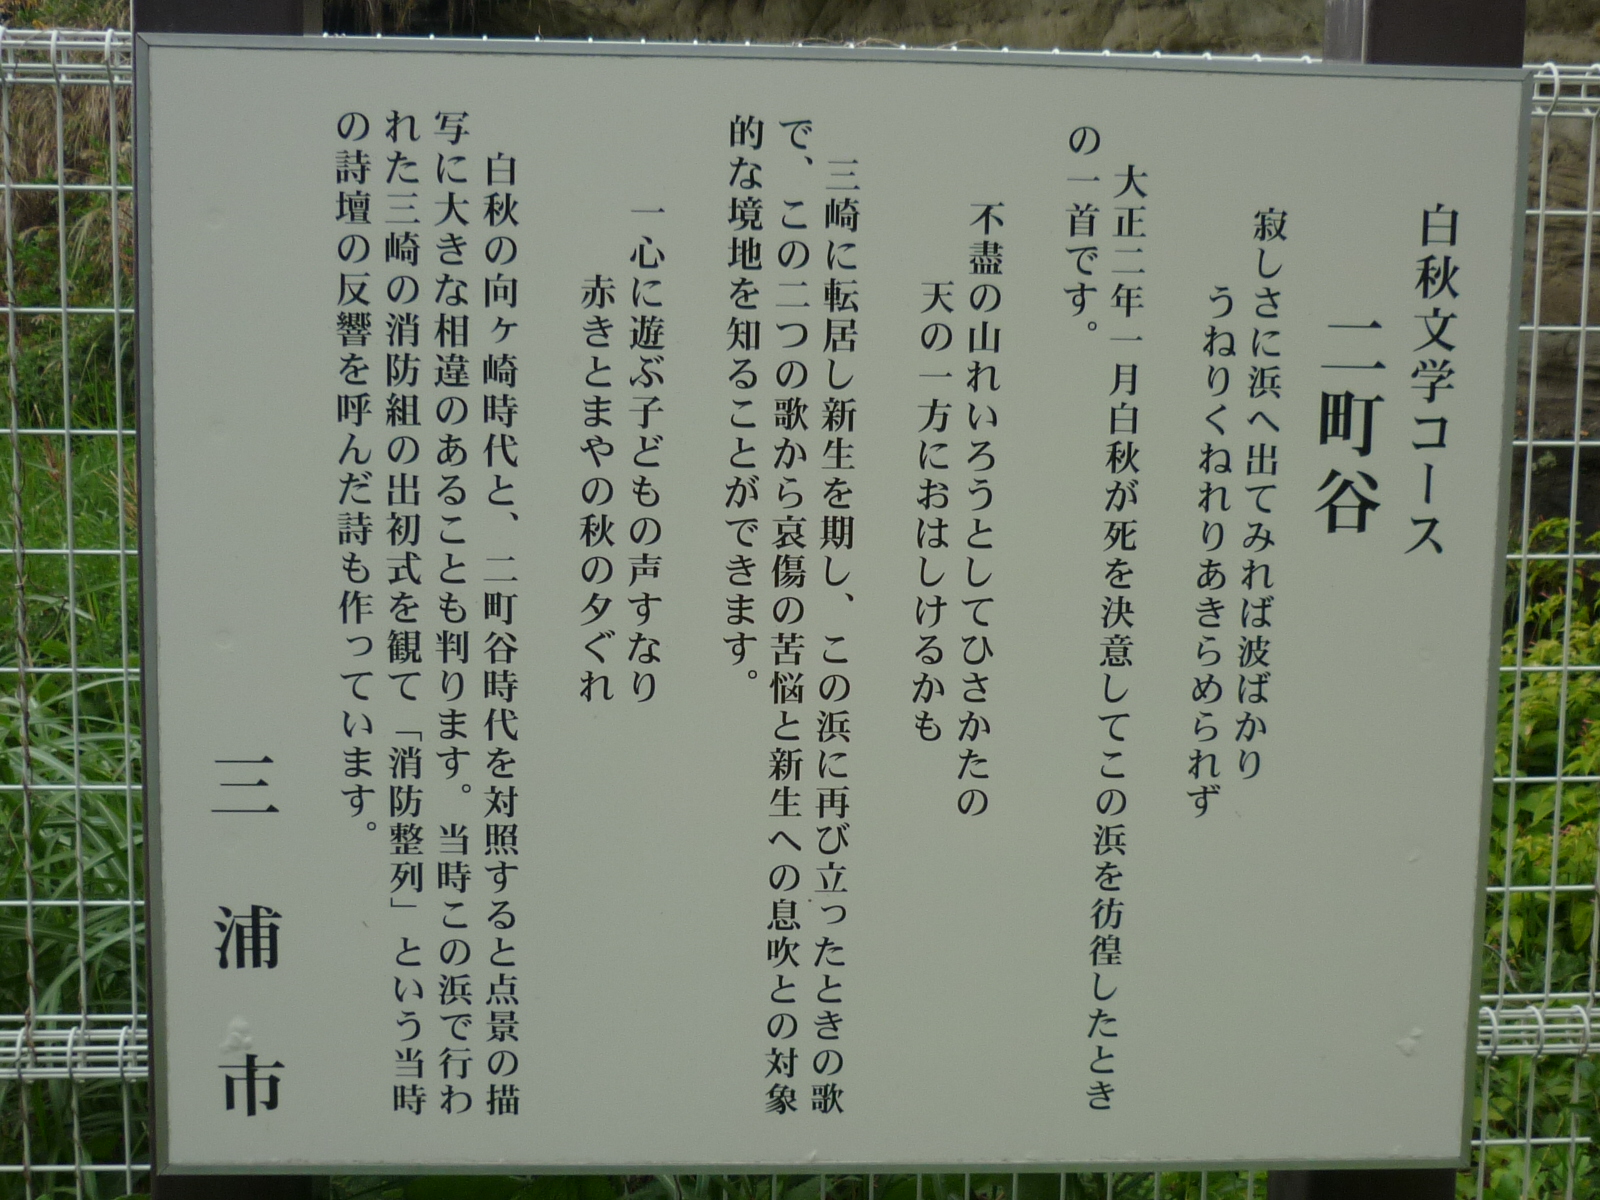 白秋文学コース
二町谷
寂しさに浜へ出てみれば波ばかり
うねりくねれりあきらめられず
大正二年一月白秋が死を決意してこの浜を彷徨したとき
の一首です。
不盡の山れいろうとしてひさかたの
天の一方におはしけるかも
三崎に転居し新生を期し、この浜に再び立ったときの歌
で、この二つの歌から哀傷の苦悩と新生への息吹との対象
的な境地を知ることができます。
一心に遊ぶ子どもの声すなり
赤きとまやの秋の夕ぐれ
白秋の向ヶ崎時代と、二町谷時代を対照すると点景の描
写に大きな相違のあることも判ります。当時この浜で行わ
れた三崎の消防組の出初式を観て「消防整列」という当時
の詩壇の反響を呼んだ詩も作っています。
三浦市